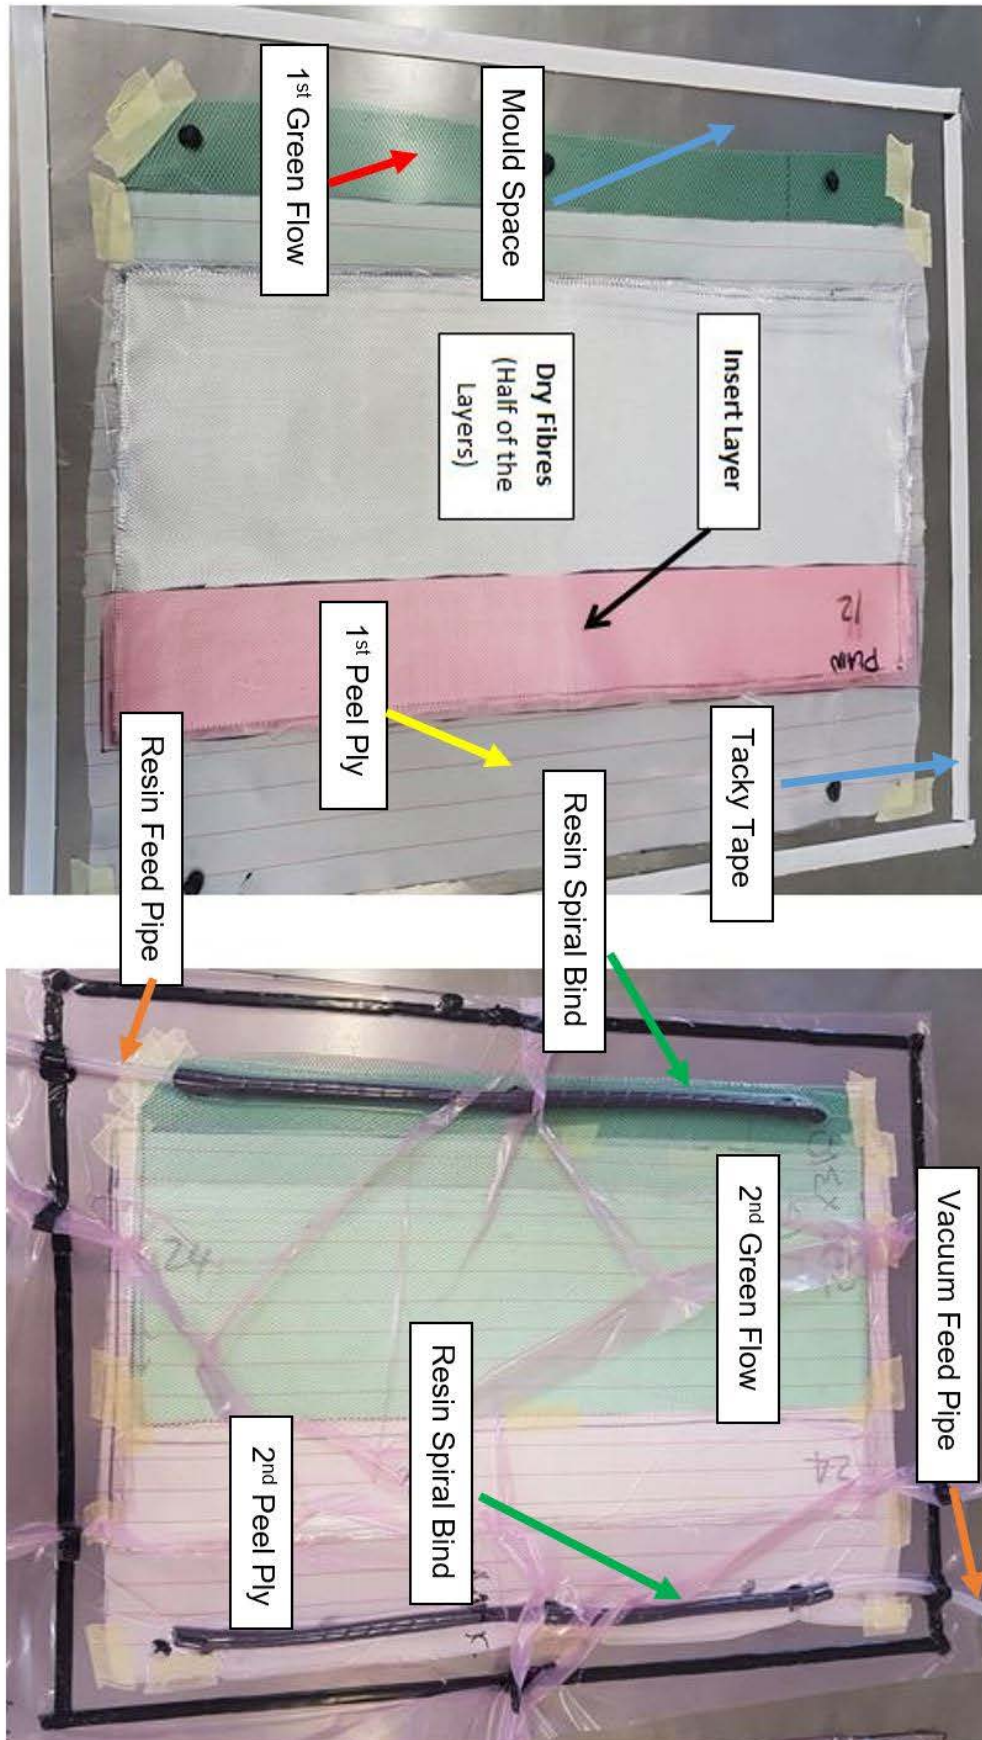 Insert Layer
12
PLAIN
Tacky Tape
Dry Fibres
(Half of the
Layers)
Mould Space
1st Peel Ply
1st Green Flow
Resin Spiral Bind
Resin Feed Pipe
Vacuum Feed Pipe
2nd Green Flow
24
Resin Spiral Bind
2nd Peel Ply
24